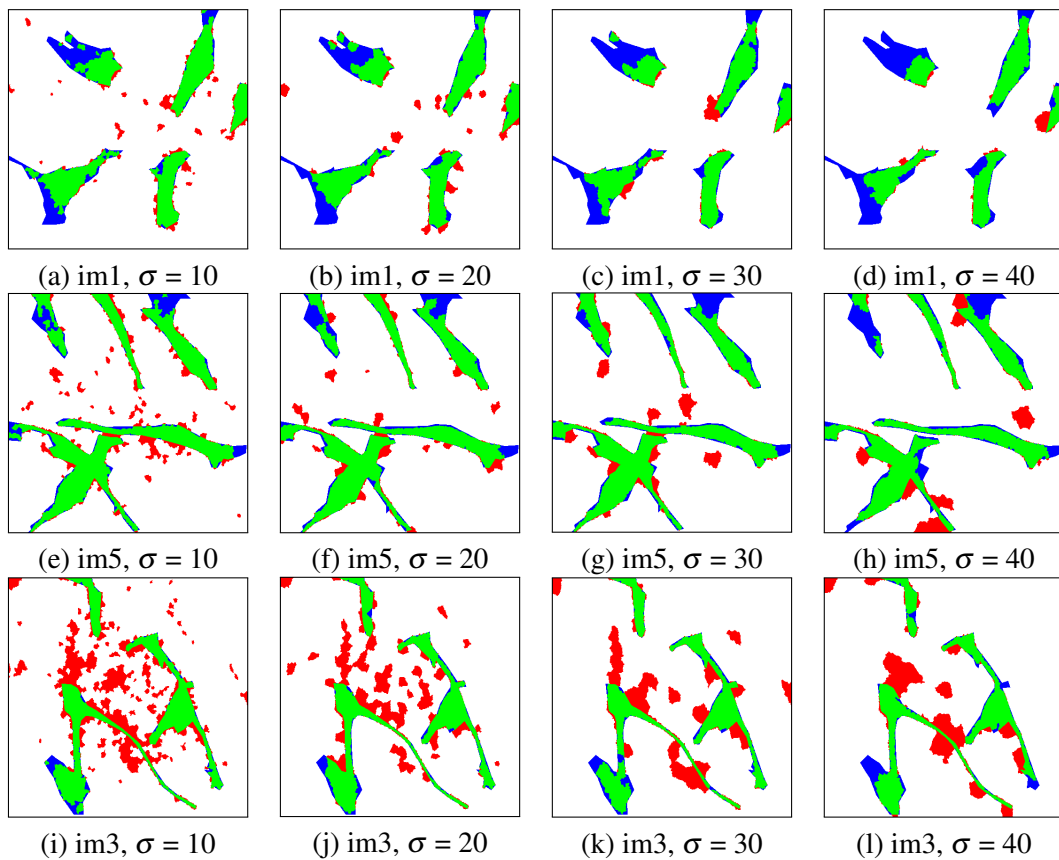 (a) im1, σ = 10
(b) im1, σ = 20
(c) im1, σ = 30
(d) im1, σ = 40
(e) im5, σ = 10
(f) im5, σ = 20
(g) im5, σ = 30
(h) im5, σ = 40
(i) im3, σ = 10
(j) im3, σ = 20
(k) im3, σ = 30
(l) im3, σ = 40